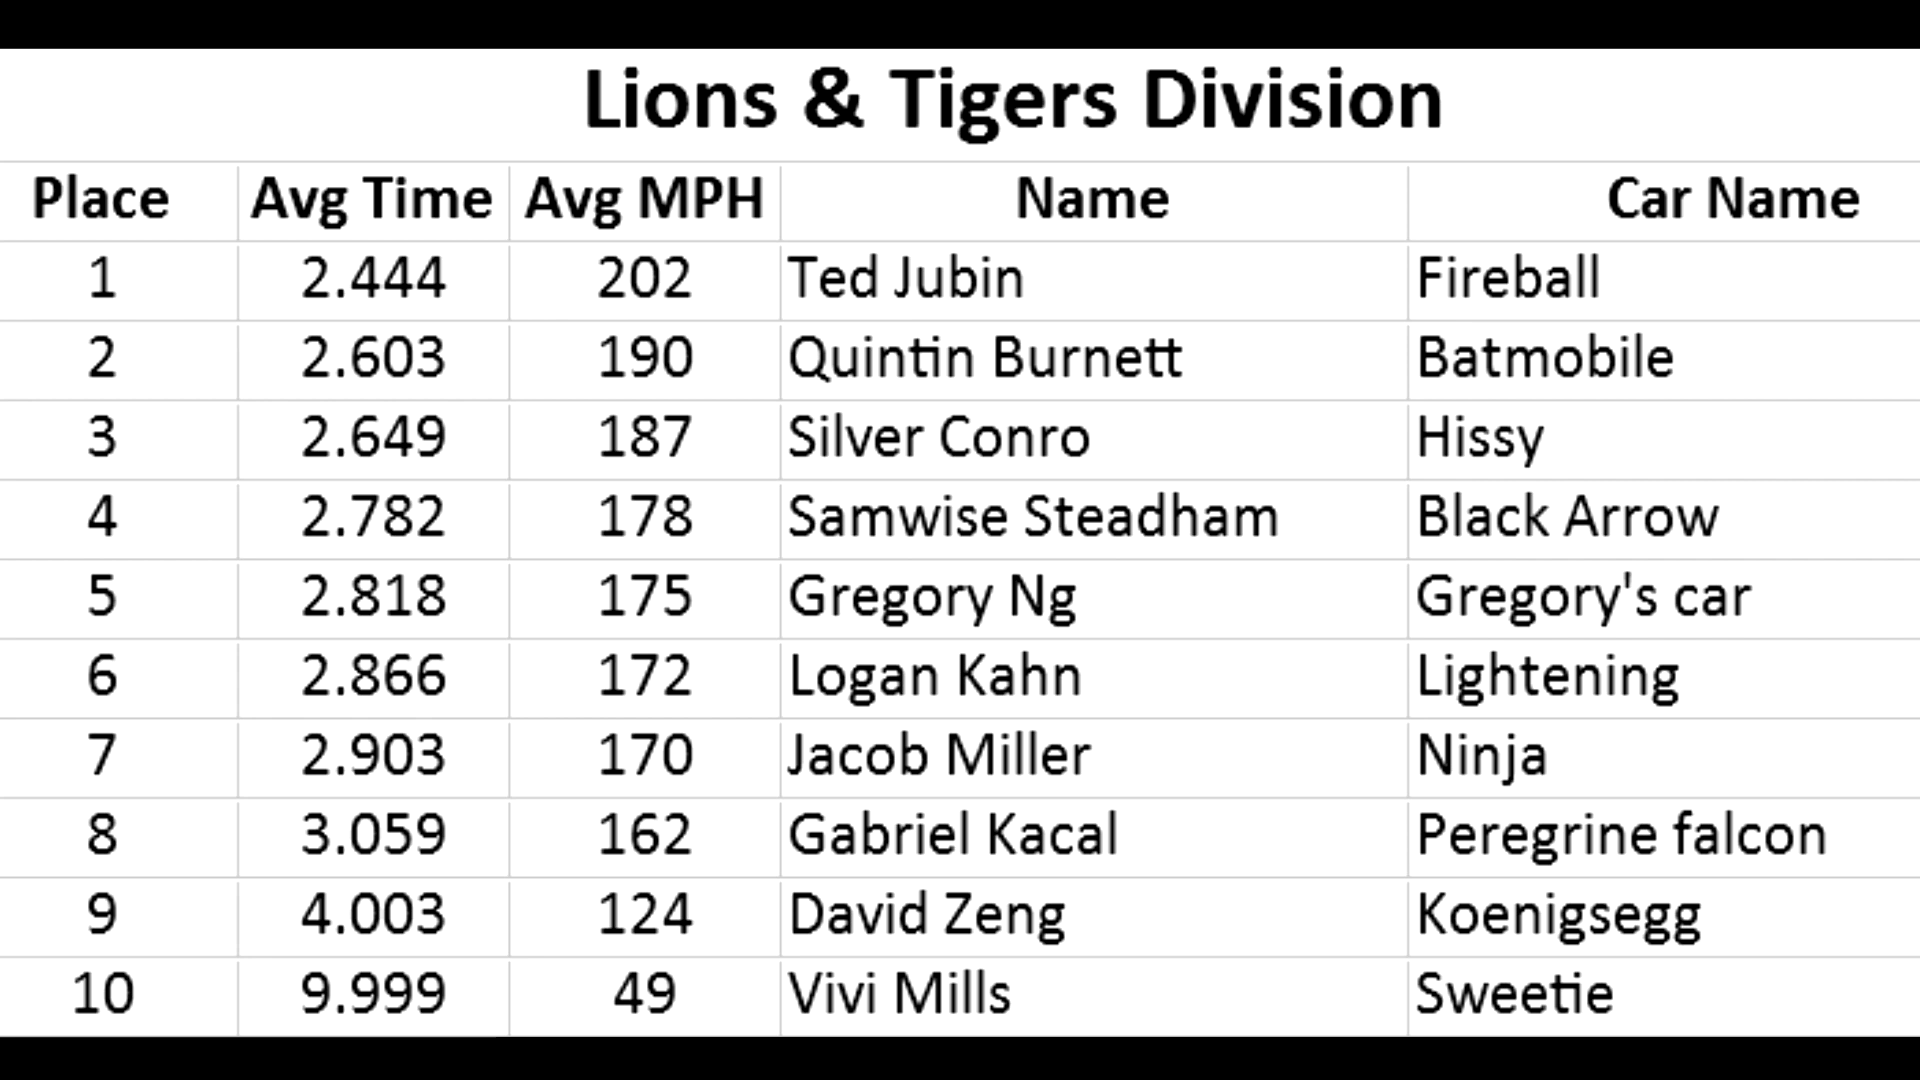 Lions & Tigers Division
Place Avg Time Avg MPH Name Car Name
1 2.444 202 Ted Jubin Fireball
2 2.603 190 Quintin Burnett Batmobile
3 2.649 187 Silver Conro Hissy
4 2.782 178 Samwise Steadham Black Arrow
5 2.818 175 Gregory Ng Gregory's car
6 2.866 172 Logan Kahn Lightening
7 2.903 170 Jacob Miller Ninja
8 3.059 162 Gabriel Kacal Peregrine falcon
9 4.003 124 David Zeng Koenigsegg
10 9.999 49 Vivi Mills Sweetie